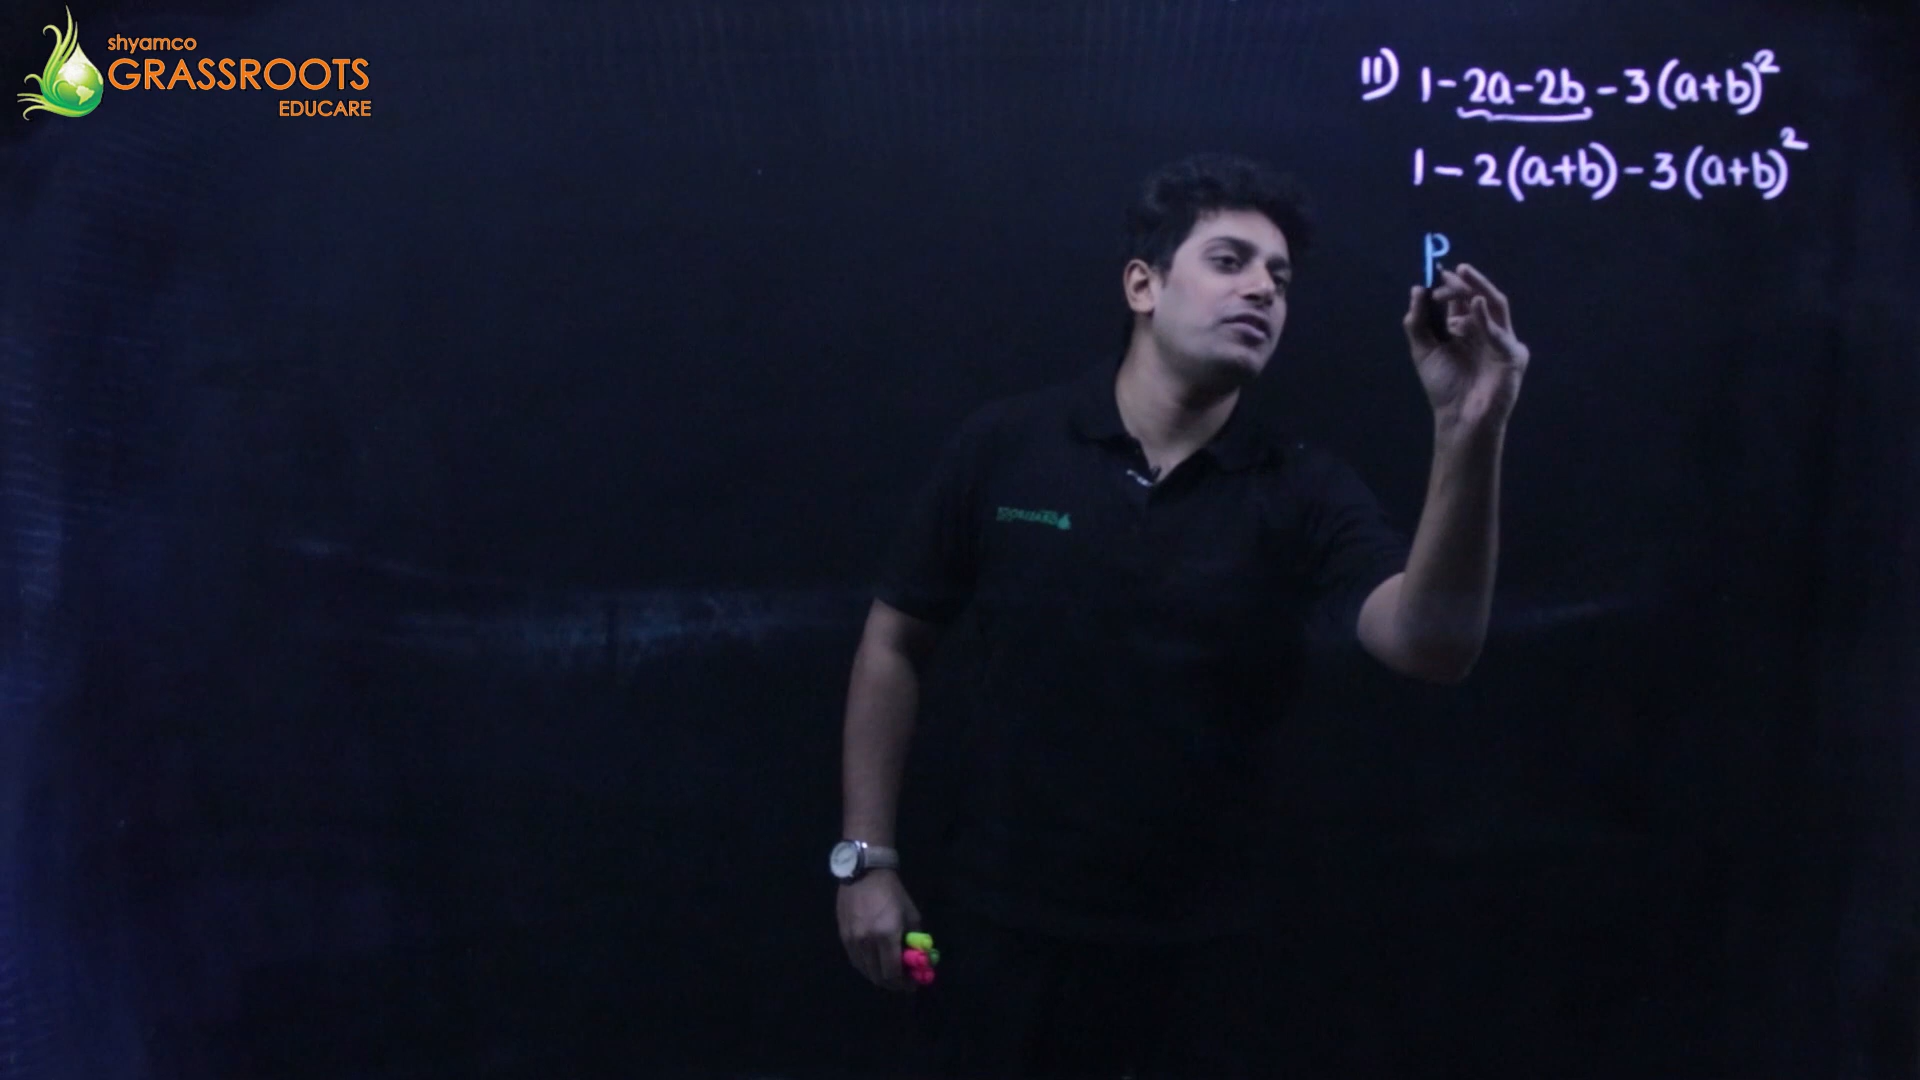 shyamco
GRASSROOTS
EDUCARE
11) 1-2a-2b-3(a+b)²
1-2(a+b)-3(a+b)²
P